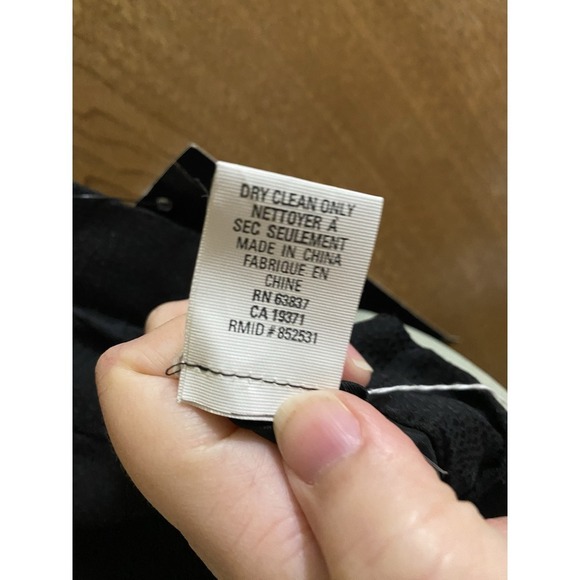 DRY CLEAN ONLY
NETTOYER À
SEC SEULEMENT
MADE IN CHINA
FABRIQUE EN
CHINE
RN 63837
CA 19371
RMID # 852531